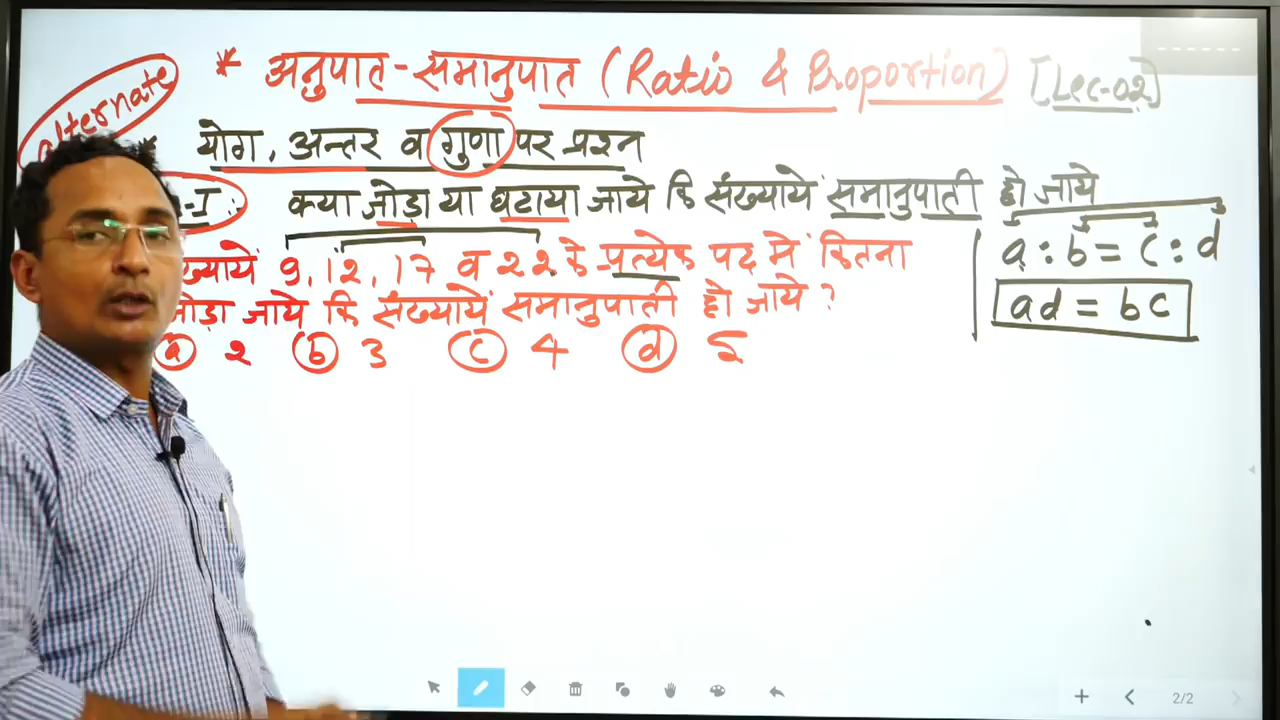 * अनुपात-समानुपात (Ratio & Proportion) [Lec-02]
alternate
* योग, अन्तर व गुणा पर प्रश्न
-I: क्या जोड़ा या घटाया जाये कि संख्यायें समानुपाती हो जाये
a : b = c : d
ad = bc
9, 12, 17 व 22 के प्रत्येक पद में कितना
जोड़ा जाये कि संख्यायें समानुपाती हो जाये ?
(a) 2 (b) 3 (c) 4 (d) 5
2/2